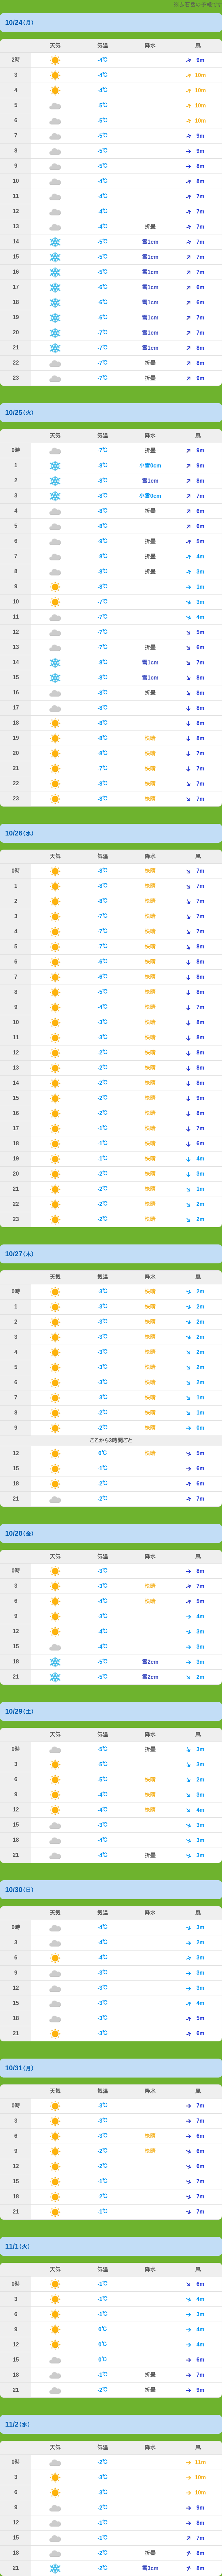 10/24(月)
天気 気温 降水 風
2時 -4℃ 9m
3 -4℃ 10m
4 -4℃ 10m
5 -5℃ 10m
6 -5℃ 10m
7 -5℃ 9m
8 -5℃ 9m
9 -5℃ 8m
10 -4℃ 8m
11 -4℃ 7m
12 -4℃ 7m
13 -4℃ 折曇 7m
14 -5℃ 雪1cm 7m
15 -5℃ 雪1cm 7m
16 -5℃ 雪1cm 7m
17 -6℃ 雪1cm 6m
18 -6℃ 雪1cm 6m
19 -6℃ 雪1cm 7m
20 -7℃ 雪1cm 7m
21 -7℃ 雪1cm 8m
22 -7℃ 折曇 8m
23 -7℃ 折曇 9m
10/25(火)
天気 気温 降水 風
0時 -7℃ 折曇 9m
1 -8℃ 小雪0cm 9m
2 -8℃ 雪1cm 8m
3 -8℃ 小雪0cm 7m
4 -8℃ 折曇 6m
5 -8℃ 6m
6 -9℃ 折曇 5m
7 -8℃ 折曇 4m
8 -8℃ 折曇 3m
9 -8℃ 1m
10 -7℃ 3m
11 -7℃ 4m
12 -7℃ 5m
13 -7℃ 折曇 6m
14 -8℃ 雪1cm 7m
15 -8℃ 雪1cm 8m
16 -8℃ 折曇 8m
17 -8℃ 8m
18 -8℃ 8m
19 -8℃ 快晴 8m
20 -8℃ 快晴 7m
21 -7℃ 快晴 7m
22 -8℃ 快晴 7m
23 -8℃ 快晴 7m
10/26(水)
天気 気温 降水 風
0時 -8℃ 快晴 7m
1 -8℃ 快晴 7m
2 -8℃ 快晴 7m
3 -7℃ 快晴 7m
4 -7℃ 快晴 7m
5 -7℃ 快晴 8m
6 -6℃ 快晴 8m
7 -6℃ 快晴 8m
8 -5℃ 快晴 8m
9 -4℃ 快晴 7m
10 -3℃ 快晴 8m
11 -3℃ 快晴 8m
12 -2℃ 快晴 8m
13 -2℃ 快晴 8m
14 -2℃ 快晴 8m
15 -2℃ 快晴 9m
16 -2℃ 快晴 8m
17 -1℃ 快晴 7m
18 -1℃ 快晴 6m
19 -1℃ 快晴 4m
20 -2℃ 快晴 3m
21 -2℃ 快晴 1m
22 -2℃ 快晴 2m
23 -2℃ 快晴 2m
10/27(木)
天気 気温 降水 風
0時 -3℃ 快晴 2m
1 -3℃ 快晴 2m
2 -3℃ 快晴 2m
3 -3℃ 快晴 2m
4 -3℃ 快晴 2m
5 -3℃ 快晴 2m
6 -3℃ 快晴 2m
7 -3℃ 快晴 1m
8 -2℃ 快晴 1m
9 -2℃ 快晴 0m
ここから3時間ごと
12 0℃ 快晴 5m
15 -1℃ 6m
18 -2℃ 6m
21 -2℃ 7m
10/28(金)
天気 気温 降水 風
0時 -3℃ 8m
3 -3℃ 快晴 7m
6 -4℃ 快晴 5m
9 -3℃ 4m
12 -4℃ 3m
15 -4℃ 3m
18 -5℃ 雪2cm 3m
21 -5℃ 雪2cm 2m
10/29(土)
天気 気温 降水 風
0時 -5℃ 折曇 3m
3 -5℃ 3m
6 -5℃ 快晴 2m
9 -4℃ 快晴 3m
12 -4℃ 快晴 4m
15 -3℃ 3m
18 -4℃ 3m
21 -4℃ 折曇 3m
10/30(日)
天気 気温 降水 風
0時 -4℃ 3m
3 -4℃ 2m
6 -4℃ 3m
9 -3℃ 3m
12 -3℃ 3m
15 -3℃ 4m
18 -3℃ 5m
21 -3℃ 6m
10/31(月)
天気 気温 降水 風
0時 -3℃ 7m
3 -3℃ 7m
6 -3℃ 快晴 6m
9 -2℃ 快晴 6m
12 -2℃ 6m
15 -1℃ 7m
18 -2℃ 7m
21 -1℃ 7m
11/1(火)
天気 気温 降水 風
0時 -1℃ 6m
3 -1℃ 4m
6 -1℃ 3m
9 0℃ 4m
12 0℃ 4m
15 0℃ 6m
18 -1℃ 折曇 7m
21 -2℃ 折曇 9m
11/2(水)
天気 気温 降水 風
0時 -2℃ 11m
3 -3℃ 10m
6 -3℃ 10m
9 -2℃ 9m
12 -1℃ 8m
15 -1℃ 7m
18 -2℃ 折曇 8m
21 -2℃ 雪3cm 8m